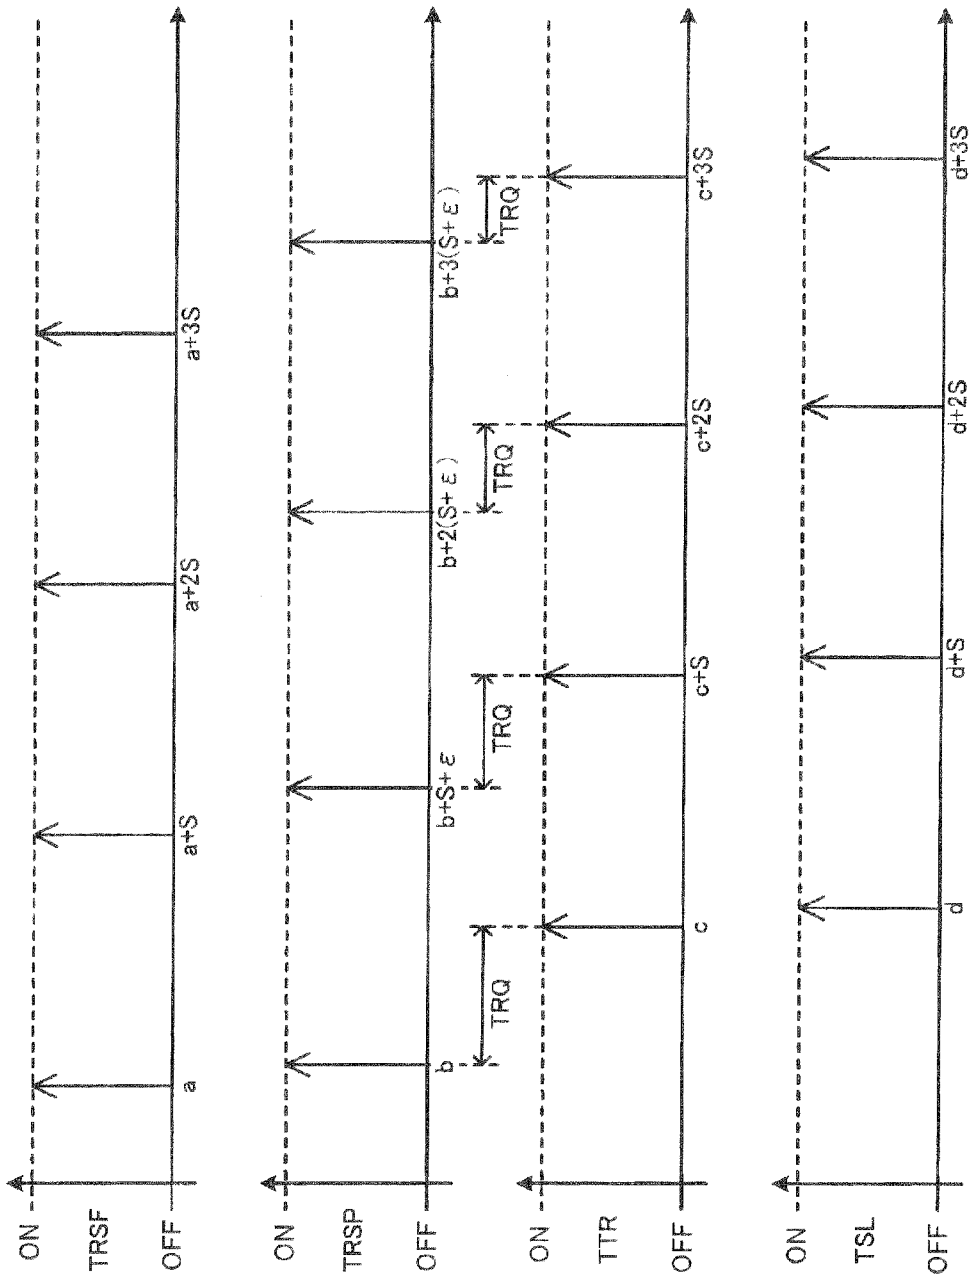 ON
TRSF
OFF
a
a+S
a+2S
a+3S
ON
TRSP
OFF
b
b+S+ε
b+2(S+ε)
b+3(S+ε)
TRQ
TRQ
TRQ
TRQ
ON
TTR
OFF
c
c+S
c+2S
c+3S
ON
TSL
OFF
d
d+S
d+2S
d+3S